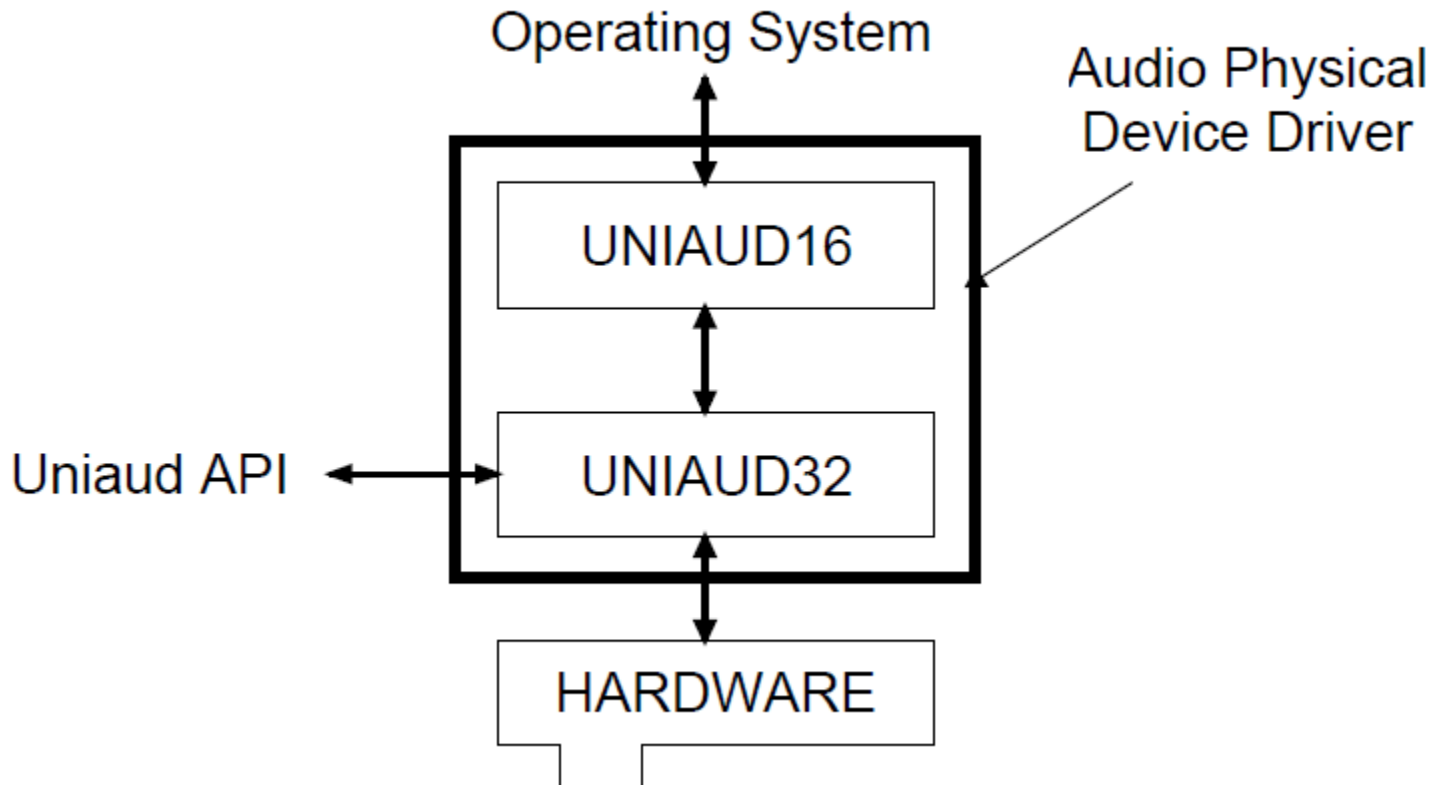 Operating System
Audio Physical
Device Driver
UNIAUD16
Uniaud API
UNIAUD32
HARDWARE